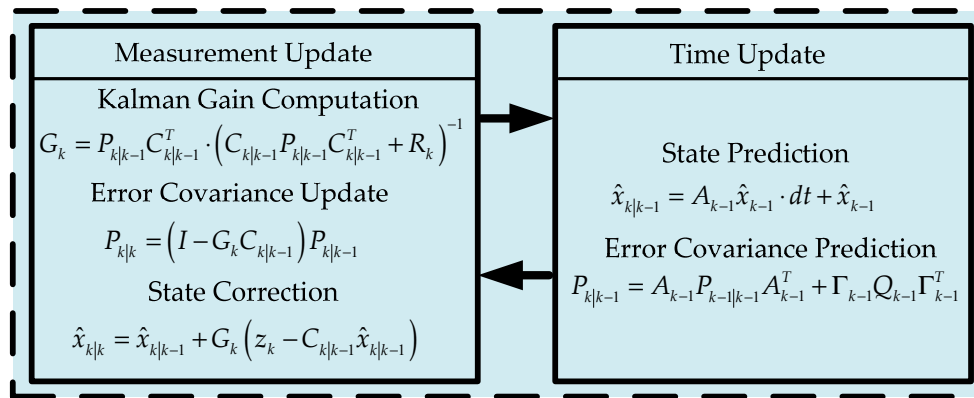 Measurement Update
Kalman Gain Computation
G_k = P_{k|k-1} C_{k|k-1}^T · (C_{k|k-1} P_{k|k-1} C_{k|k-1}^T + R_k)^{-1}
Error Covariance Update
P_{k|k} = (I - G_k C_{k|k-1}) P_{k|k-1}
State Correction
x̂_{k|k} = x̂_{k|k-1} + G_k (z_k - C_{k|k-1} x̂_{k|k-1})
Time Update
State Prediction
x̂_{k|k-1} = A_{k-1} x̂_{k-1} · dt + x̂_{k-1}
Error Covariance Prediction
P_{k|k-1} = A_{k-1} P_{k-1|k-1} A_{k-1}^T + Γ_{k-1} Q_{k-1} Γ_{k-1}^T